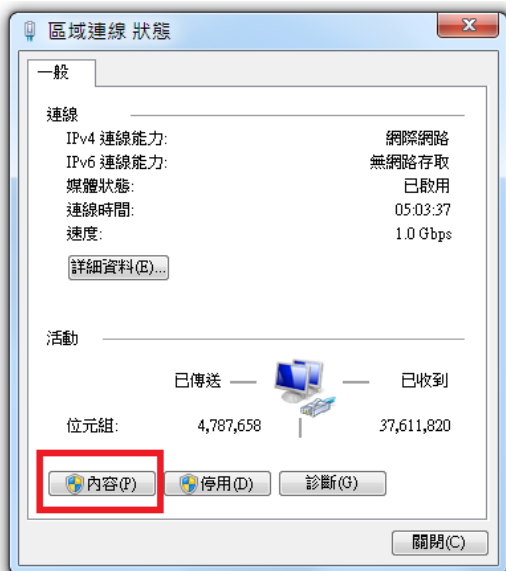 區域連線 狀態
一般
連線
IPv4 連線能力: 網際網路
IPv6 連線能力: 無網路存取
媒體狀態: 已啟用
連線時間: 05:03:37
速度: 1.0 Gbps
詳細資料(E)...
活動
已傳送 已收到
位元組: 4,787,658 37,611,820
內容(P) 停用(D) 診斷(G)
關閉(C)